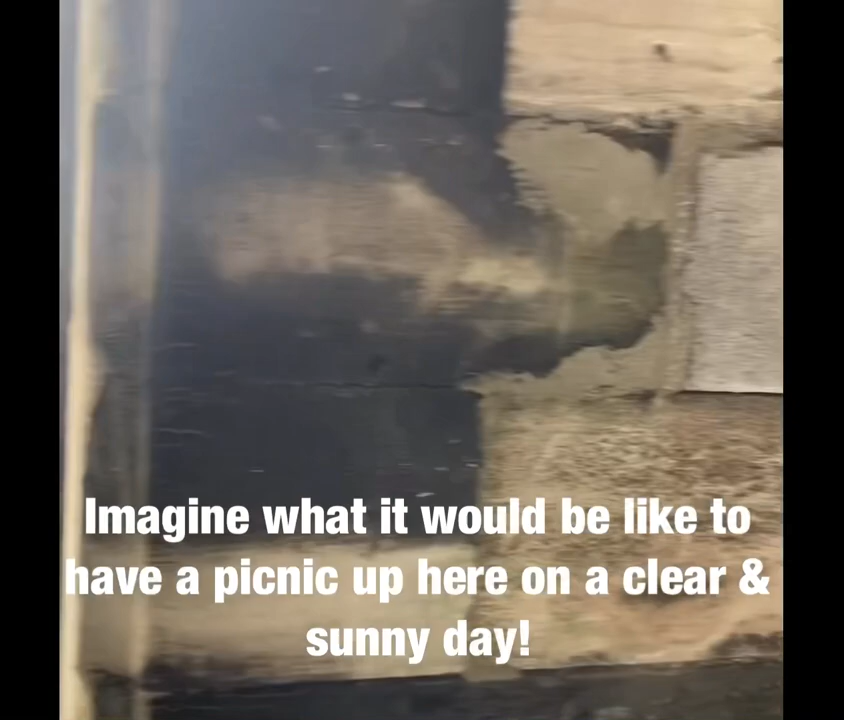 Imagine what it would be like to
have a picnic up here on a clear &
sunny day!